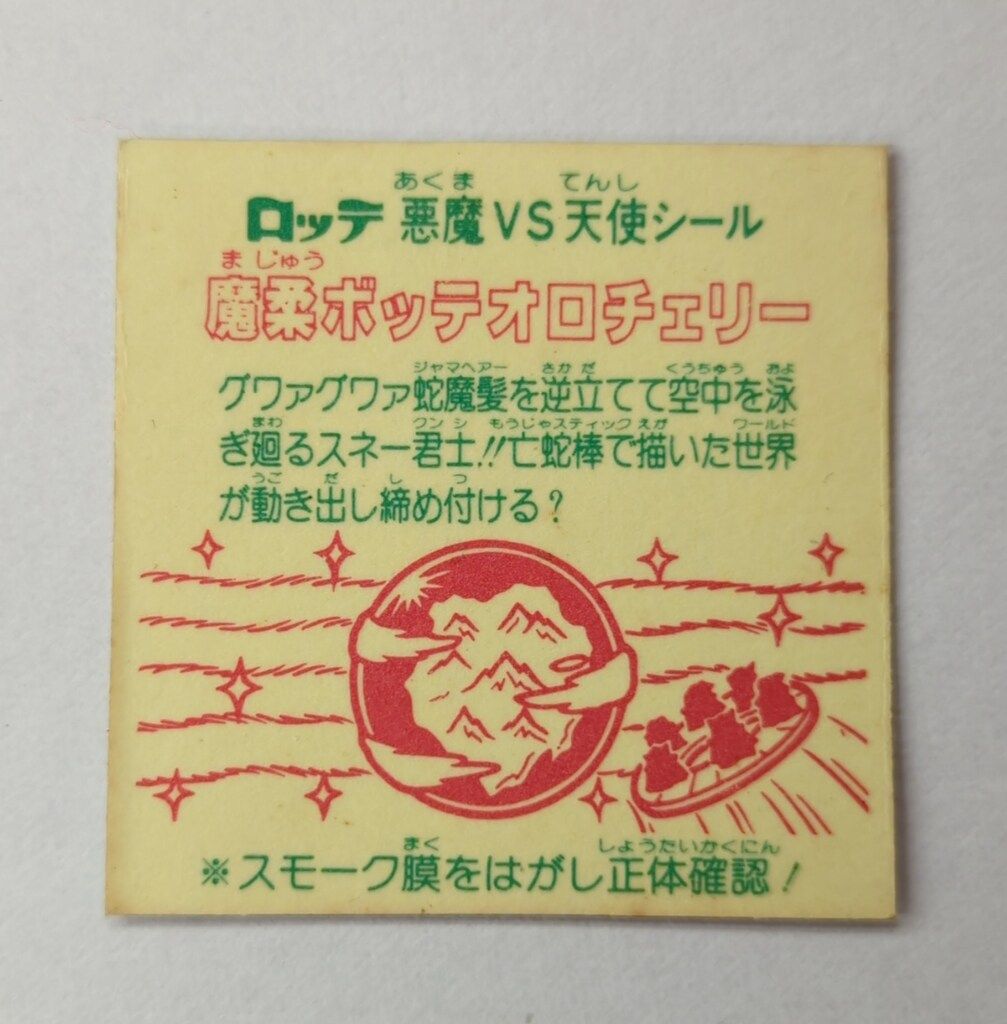 あくま てんし
ロッテ 悪魔VS天使シール
まじゅう
魔柔ボッテオロチェリー
ジャマヘアー さかだ くうちゅう およ
グワァグワァ蛇魔髪を逆立てて空中を泳
まわ クンシ もうじゃスティック えが ワールド
ぎ廻るスネー君士!!亡蛇棒で描いた世界
うご だ し つ
が動き出し締め付ける?
まく しょうたいかくにん
※スモーク膜をはがし正体確認!